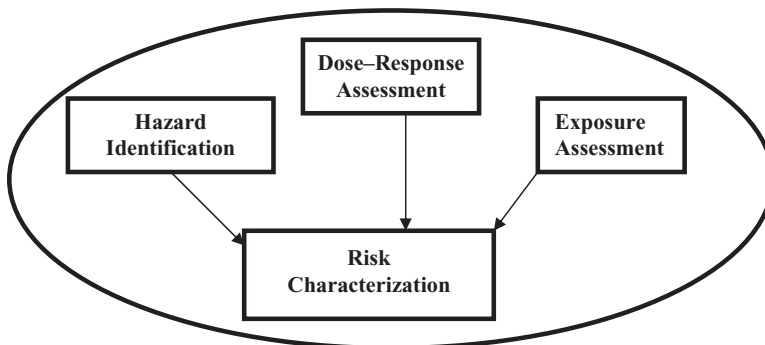 Dose–Response
Assessment
Hazard
Identification
Exposure
Assessment
Risk
Characterization